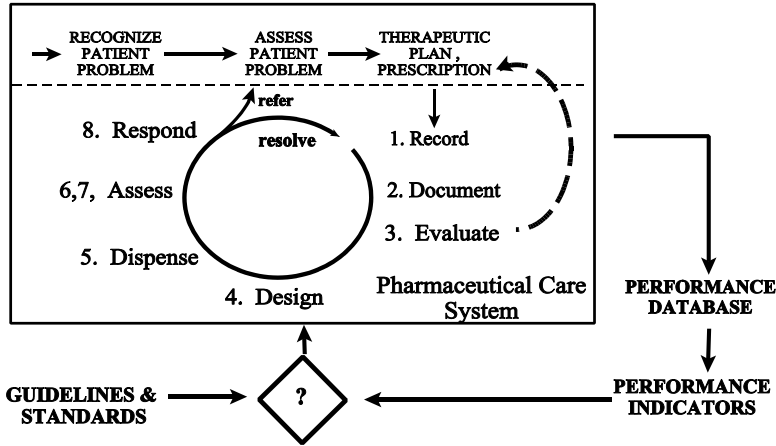 RECOGNIZE
PATIENT
PROBLEM
ASSESS
PATIENT
PROBLEM
THERAPEUTIC
PLAN ,
PRESCRIPTION
refer
resolve
8. Respond
1. Record
6,7, Assess
2. Document
3. Evaluate
5. Dispense
4. Design
Pharmaceutical Care
System
PERFORMANCE
DATABASE
GUIDELINES &
STANDARDS
?
PERFORMANCE
INDICATORS